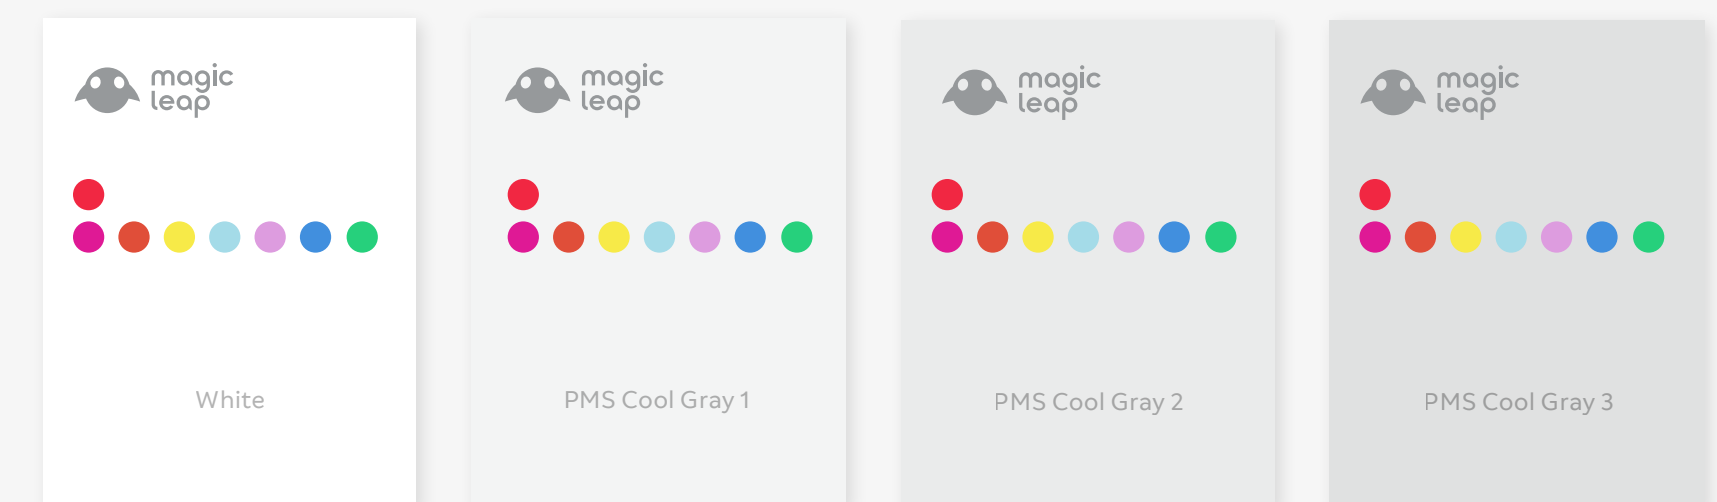 magic
leap
magic
leap
magic
leap
magic
leap
White
PMS Cool Gray 1
PMS Cool Gray 2
PMS Cool Gray 3